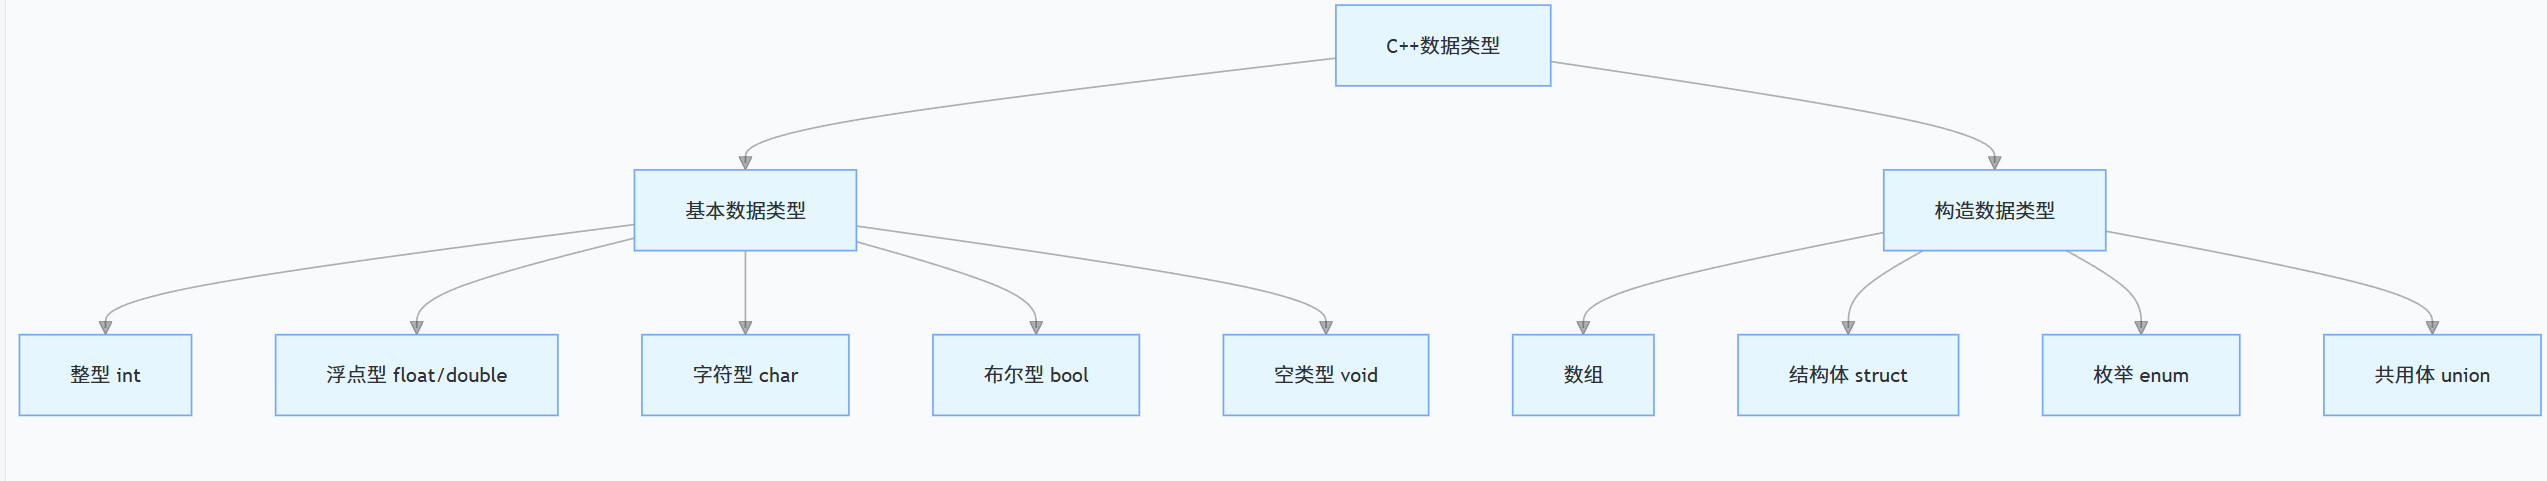 C++数据类型
基本数据类型
构造数据类型
整型 int
浮点型 float/double
字符型 char
布尔型 bool
空类型 void
数组
结构体 struct
枚举 enum
共用体 union